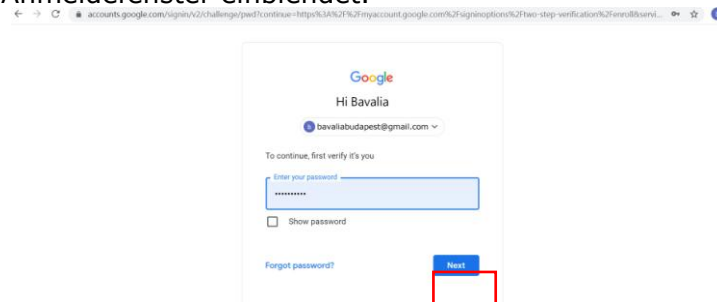 Anmeldefenster einblendet.
accounts.google.com/signin/v2/challenge/pwd?continue=https%3A%2F%2Fmyaccount.google.com%2Fsigninoptions%2Ftwo-step-verification%2Fenroll&servi...
Google
Hi Bavalia
bavaliabudapest@gmail.com
To continue, first verify it's you
Enter your password
••••••••••
Show password
Forgot password?
Next